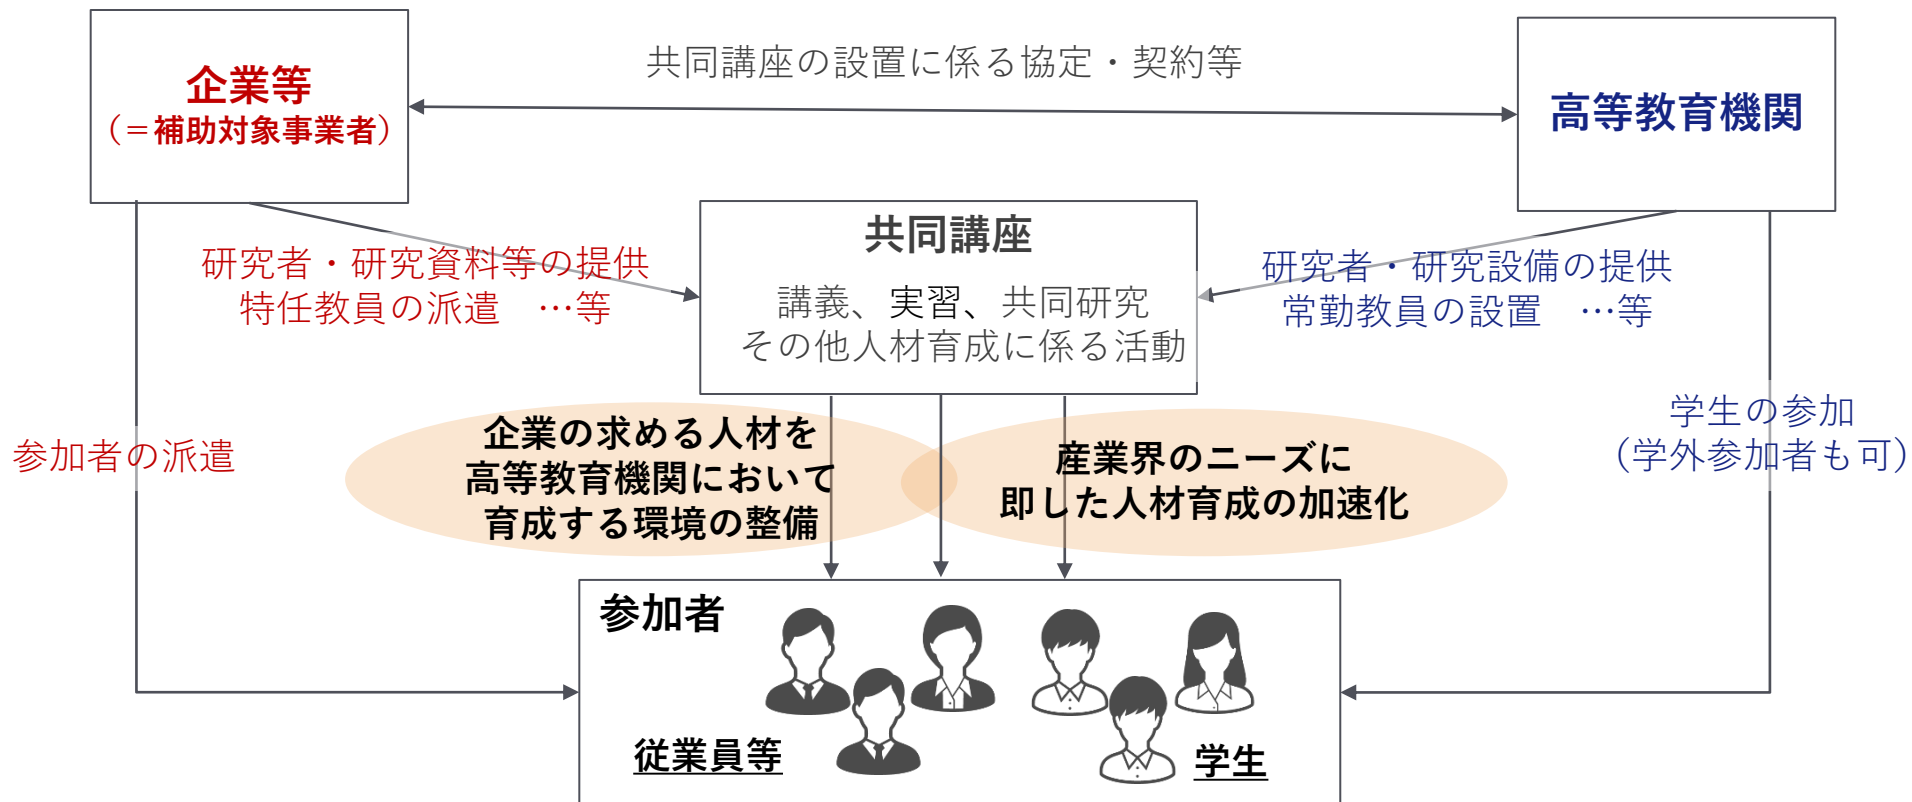 企業等
（＝補助対象事業者）
共同講座の設置に係る協定・契約等
高等教育機関
共同講座
講義、実習、共同研究
その他人材育成に係る活動
研究者・研究資料等の提供
特任教員の派遣　…等
研究者・研究設備の提供
常勤教員の設置　…等
参加者の派遣
企業の求める人材を
高等教育機関において
育成する環境の整備
産業界のニーズに
即した人材育成の加速化
学生の参加
（学外参加者も可）
参加者
従業員等
学生